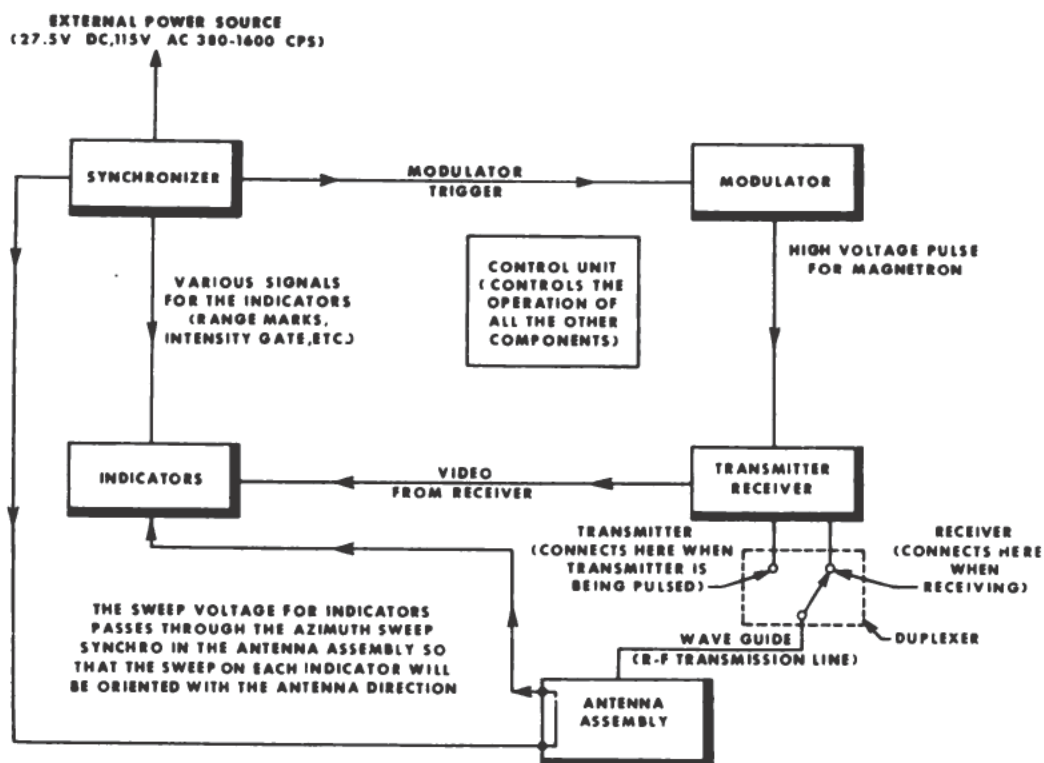 EXTERNAL POWER SOURCE
(27.5V DC,115V AC 380-1600 CPS)
SYNCHRONIZER
MODULATOR
TRIGGER
MODULATOR
HIGH VOLTAGE PULSE
FOR MAGNETRON
CONTROL UNIT
(CONTROLS THE
OPERATION OF
ALL THE OTHER
COMPONENTS)
VARIOUS SIGNALS
FOR THE INDICATORS
(RANGE MARKS,
INTENSITY GATE,ETC.)
INDICATORS
VIDEO
FROM RECEIVER
TRANSMITTER
RECEIVER
TRANSMITTER
(CONNECTS HERE WHEN
TRANSMITTER IS
BEING PULSED)
RECEIVER
(CONNECTS HERE
WHEN
RECEIVING)
DUPLEXER
WAVE GUIDE
(R-F TRANSMISSION LINE)
THE SWEEP VOLTAGE FOR INDICATORS
PASSES THROUGH THE AZIMUTH SWEEP
SYNCHRO IN THE ANTENNA ASSEMBLY SO
THAT THE SWEEP ON EACH INDICATOR WILL
BE ORIENTED WITH THE ANTENNA DIRECTION
ANTENNA
ASSEMBLY